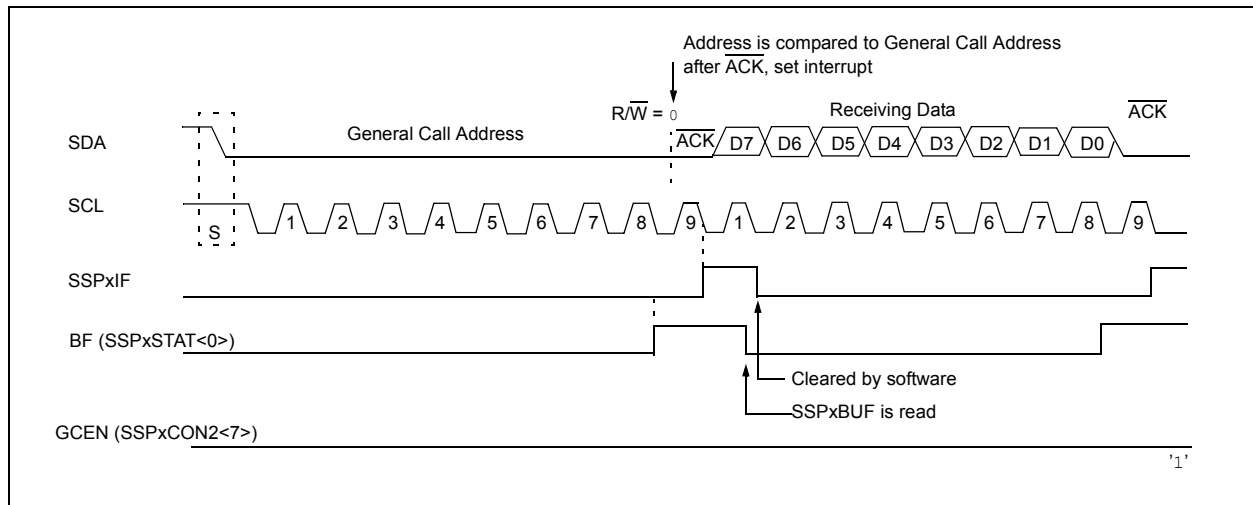 Address is compared to General Call Address
after ACK, set interrupt
R/W = 0
Receiving Data
ACK
General Call Address
SDA
ACK
D7 D6 D5 D4 D3 D2 D1 D0
SCL
S
1 2 3 4 5 6 7 8 9 1 2 3 4 5 6 7 8 9
SSPxIF
BF (SSPxSTAT<0>)
Cleared by software
SSPxBUF is read
GCEN (SSPxCON2<7>)
'1'